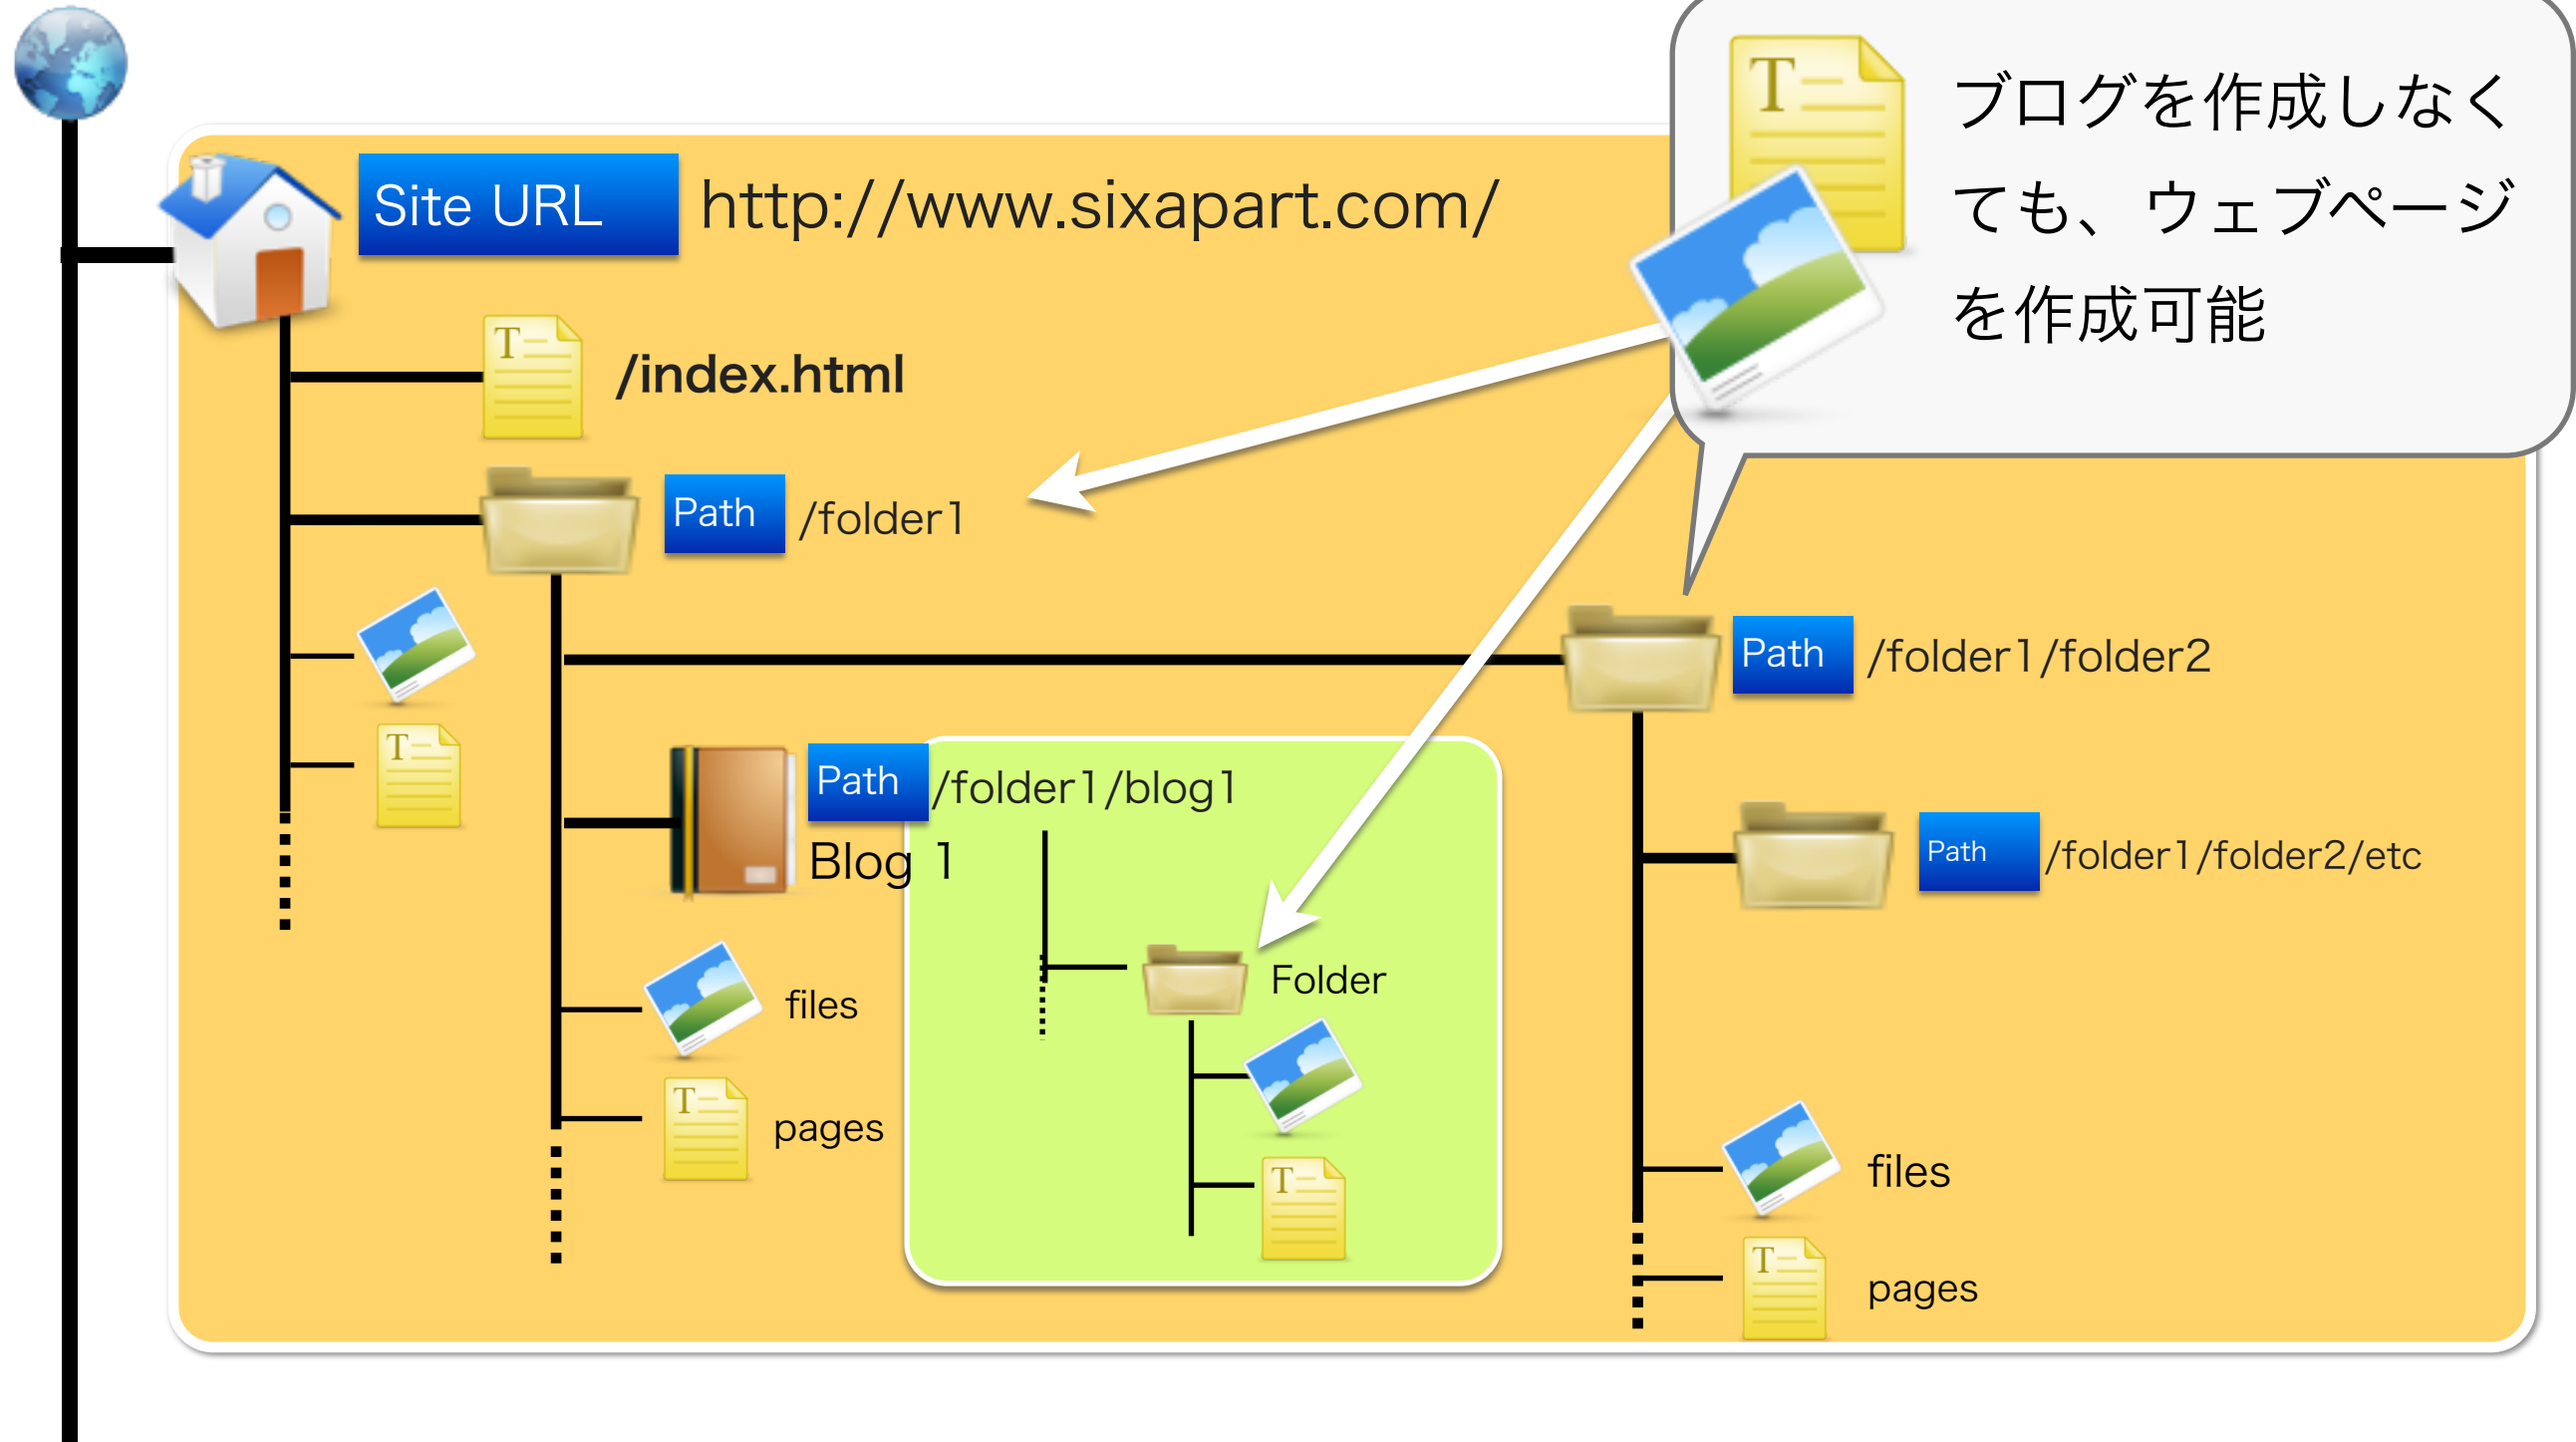 ブログを作成しなく
ても、ウェブページ
を作成可能
Site URL http://www.sixapart.com/
/index.html
Path /folder1
Path /folder1/folder2
Path /folder1/blog1
Blog 1
Path /folder1/folder2/etc
Folder
files
pages
files
pages